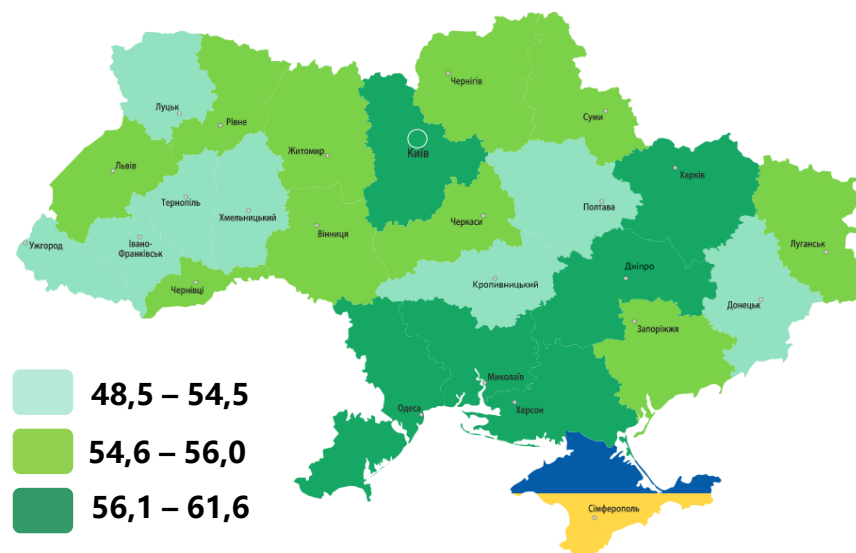 Чернігів
Луцьк
Рівне
Суми
Житомир
Київ
Львів
Харків
Тернопіль
Хмельницький
Полтава
Черкаси
Вінниця
Ужгород
Івано-
Франківськ
Луганськ
Дніпро
Кропивницький
Чернівці
Донецьк
Запоріжжя
Миколаїв
Одеса
Херсон
Сімферополь
48,5 – 54,5
54,6 – 56,0
56,1 – 61,6